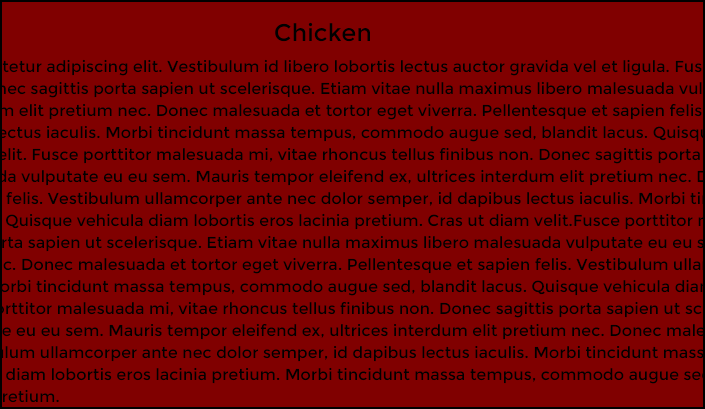 Chicken
tetur adipiscing elit. Vestibulum id libero lobortis lectus auctor gravida vel et ligula. Fus
nec sagittis porta sapien ut scelerisque. Etiam vitae nulla maximus libero malesuada vul
m elit pretium nec. Donec malesuada et tortor eget viverra. Pellentesque et sapien felis
ectus iaculis. Morbi tincidunt massa tempus, commodo augue sed, blandit lacus. Quisq
elit. Fusce porttitor malesuada mi, vitae rhoncus tellus finibus non. Donec sagittis porta
da vulputate eu eu sem. Mauris tempor eleifend ex, ultrices interdum elit pretium nec. D
felis. Vestibulum ullamcorper ante nec dolor semper, id dapibus lectus iaculis. Morbi ti
Quisque vehicula diam lobortis eros lacinia pretium. Cras ut diam velit.Fusce porttitor m
rta sapien ut scelerisque. Etiam vitae nulla maximus libero malesuada vulputate eu eu s
c. Donec malesuada et tortor eget viverra. Pellentesque et sapien felis. Vestibulum ulla
orbi tincidunt massa tempus, commodo augue sed, blandit lacus. Quisque vehicula diar
orttitor malesuada mi, vitae rhoncus tellus finibus non. Donec sagittis porta sapien ut sc
e eu eu sem. Mauris tempor eleifend ex, ultrices interdum elit pretium nec. Donec male
ulum ullamcorper ante nec dolor semper, id dapibus lectus iaculis. Morbi tincidunt mass
diam lobortis eros lacinia pretium. Morbi tincidunt massa tempus, commodo augue se
retium.